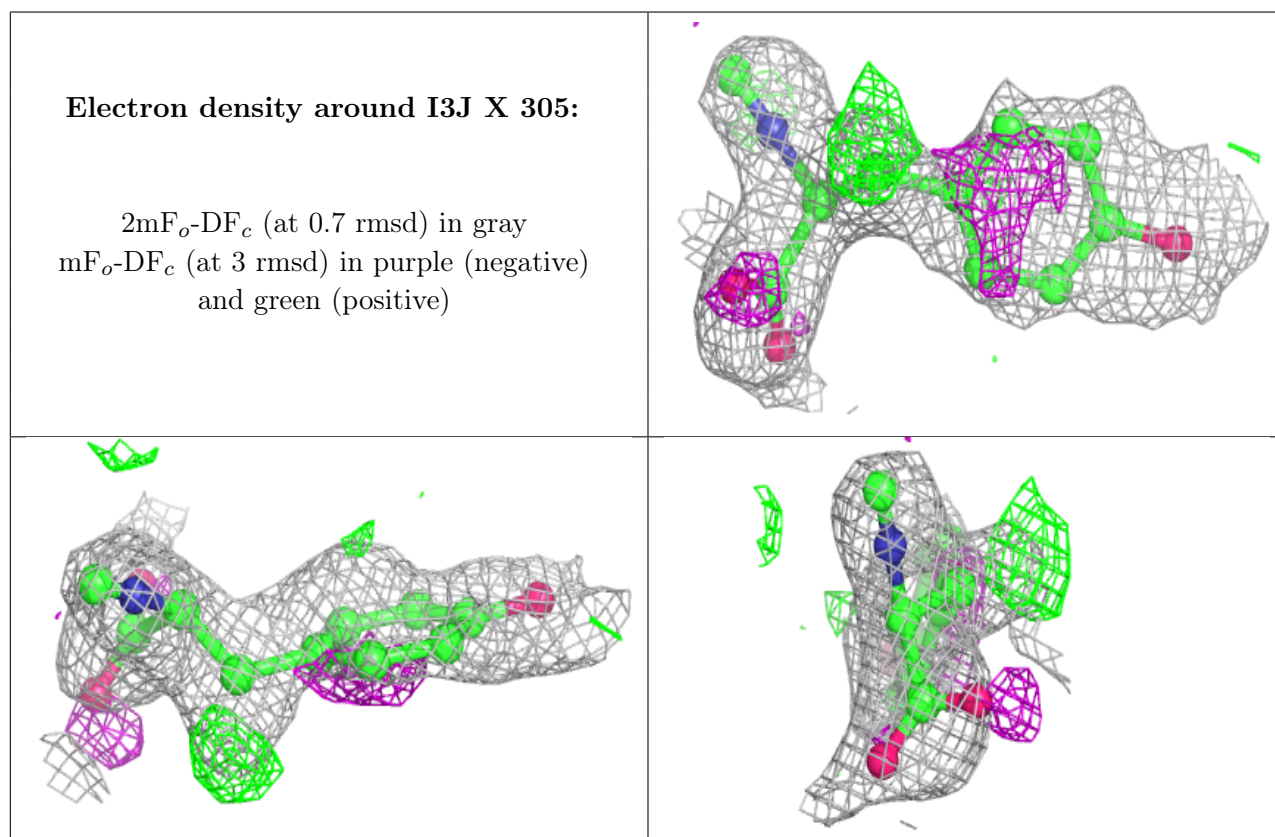 Electron density around I3J X 305:
2mFo-DFc (at 0.7 rmsd) in gray
mFo-DFc (at 3 rmsd) in purple (negative)
and green (positive)